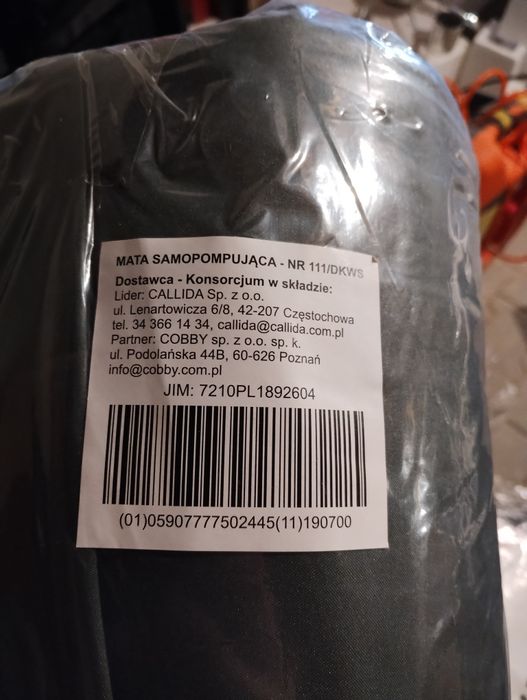 MATA SAMOPOMPUJĄCA - NR 111/DKWS
Dostawca - Konsorcjum w składzie:
Lider: CALLIDA Sp. z o.o.
ul. Lenartowicza 6/8, 42-207 Częstochowa
tel. 34 366 14 34, callida@callida.com.pl
Partner: COBBY sp. z o.o. sp. k.
ul. Podolańska 44B, 60-626 Poznań
info@cobby.com.pl
JIM: 7210PL1892604
(01)05907777502445(11)190700